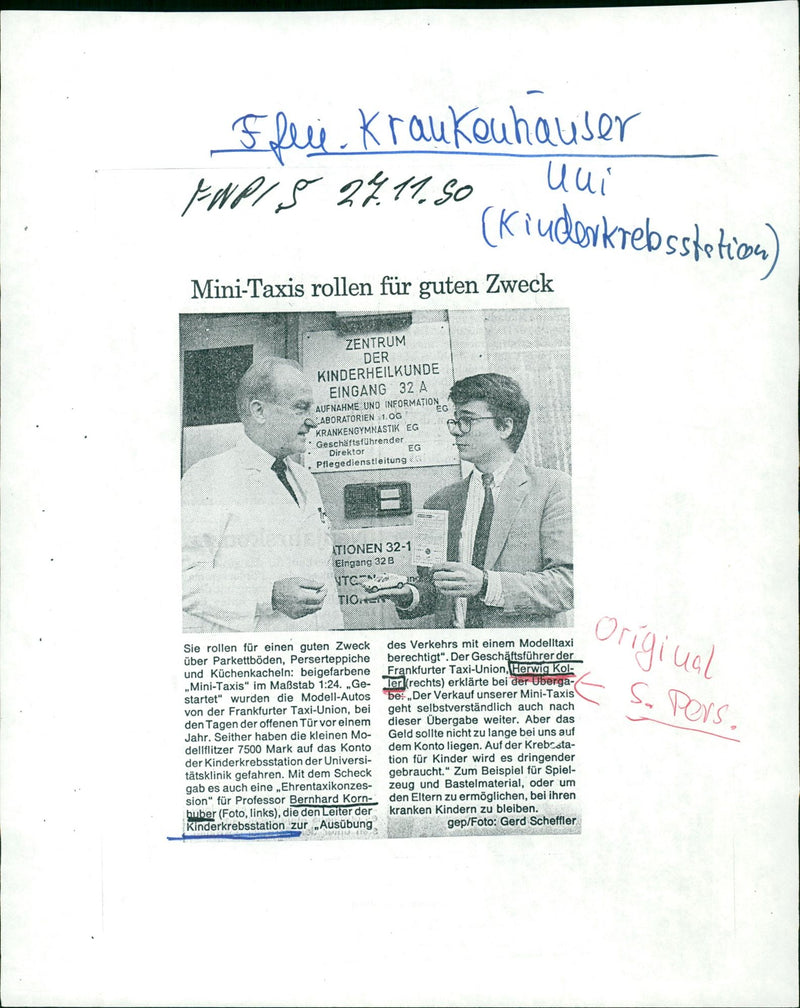 Ffm. Krankenhäuser
Uni
(Kinderkrebsstation)
FNP/S 27.11.90
Mini-Taxis rollen für guten Zweck
ZENTRUM
DER
KINDERHEILKUNDE
EINGANG 32 A
AUFNAHME UND INFORMATION EG
LABORATORIEN 1.OG
KRANKENGYMNASTIK EG
Geschäftsführender
Direktor EG
Pflegedienstleitung EG
TIONEN 32-1
Eingang 32 B
Sie rollen für einen guten Zweck
über Parkettböden, Perserteppiche
und Küchenkacheln: beigefarbene
„Mini-Taxis“ im Maßstab 1:24. „Ge-
startet“ wurden die Modell-Autos
von der Frankfurter Taxi-Union, bei
den Tagen der offenen Tür vor einem
Jahr. Seither haben die kleinen Mo-
dellflitzer 7500 Mark auf das Konto
der Kinderkrebsstation der Universi-
tätsklinik gefahren. Mit dem Scheck
gab es auch eine „Ehrentaxikonzes-
sion“ für Professor Bernhard Korn-
huber (Foto, links), die den Leiter der
Kinderkrebsstation zur „Ausübung
des Verkehrs mit einem Modelltaxi
berechtigt“. Der Geschäftsführer der
Frankfurter Taxi-Union, Herwig Kol-
ler (rechts) erklärte bei der Überga-
be: „Der Verkauf unserer Mini-Taxis
geht selbstverständlich auch nach
dieser Übergabe weiter. Aber das
Geld sollte nicht zu lange bei uns auf
dem Konto liegen. Auf der Krebssta-
tion für Kinder wird es dringender
gebraucht.“ Zum Beispiel für Spiel-
zeug und Bastelmaterial, oder um
den Eltern zu ermöglichen, bei ihren
kranken Kindern zu bleiben.
gep/Foto: Gerd Scheffler
Original
s. Pers.